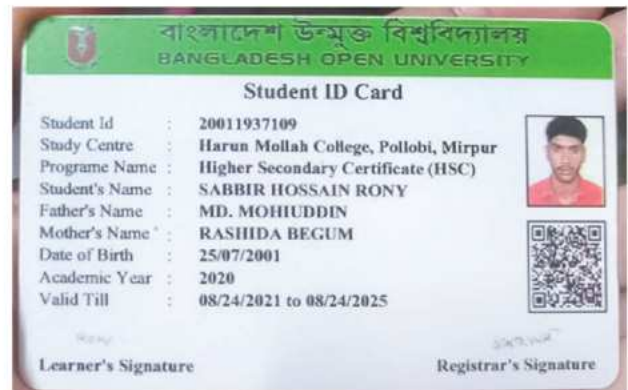 বাংলাদেশ উন্মুক্ত বিশ্ববিদ্যালয়
BANGLADESH OPEN UNIVERSITY
Student ID Card
Student Id : 20011937109
Study Centre : Harun Mollah College, Pollobi, Mirpur
Programe Name : Higher Secondary Certificate (HSC)
Student's Name : SABBIR HOSSAIN RONY
Father's Name : MD. MOHIUDDIN
Mother's Name : RASHIDA BEGUM
Date of Birth : 25/07/2001
Academic Year : 2020
Valid Till : 08/24/2021 to 08/24/2025
Learner's Signature Registrar's Signature